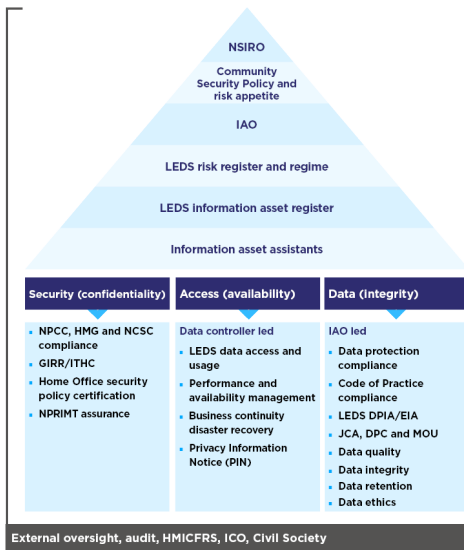 NSIRO
Community
Security Policy and
risk appetite
IAO
LEDS risk register and regime
LEDS information asset register
Information asset assistants
Security (confidentiality)
NPCC, HMG and NCSC
compliance
GIRR/ITHC
Home Office security
policy certification
NPRIMT assurance
Access (availability)
Data controller led
LEDS data access and
usage
Performance and
availability management
Business continuity
disaster recovery
Privacy Information
Notice (PIN)
Data (integrity)
IAO led
Data protection
compliance
Code of Practice
compliance
LEDS DPIA/EIA
JCA, DPC and MOU
Data quality
Data integrity
Data retention
Data ethics
External oversight, audit, HMICFRS, ICO, Civil Society